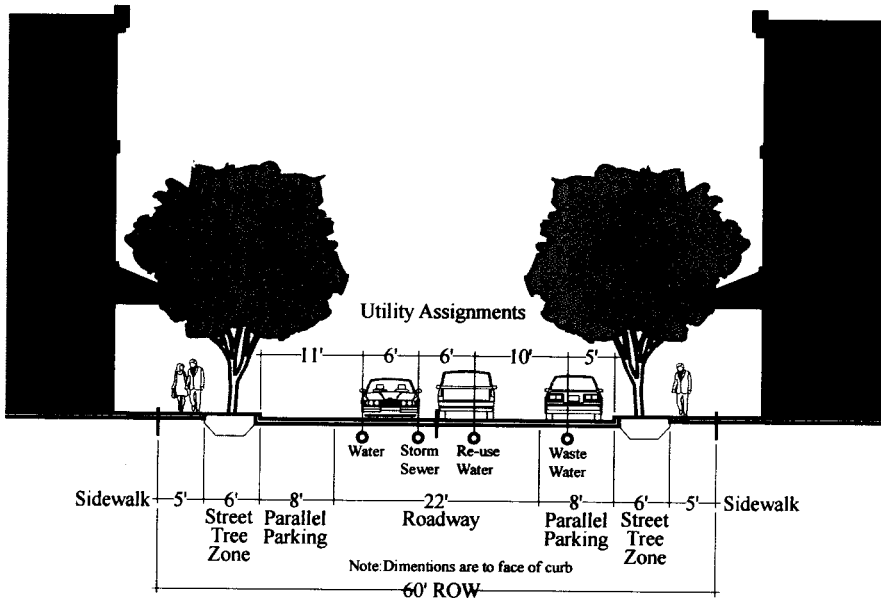 Utility Assignments
11' 6' 6' 10' 5'
Water
Storm
Sewer
Re-use
Water
Waste
Water
Sidewalk 5' 6' 8' 22' 8' 6' 5' Sidewalk
Street
Tree
Zone
Parallel
Parking
Roadway
Parallel
Parking
Street
Tree
Zone
Note:Dimentions are to face of curb
60' ROW